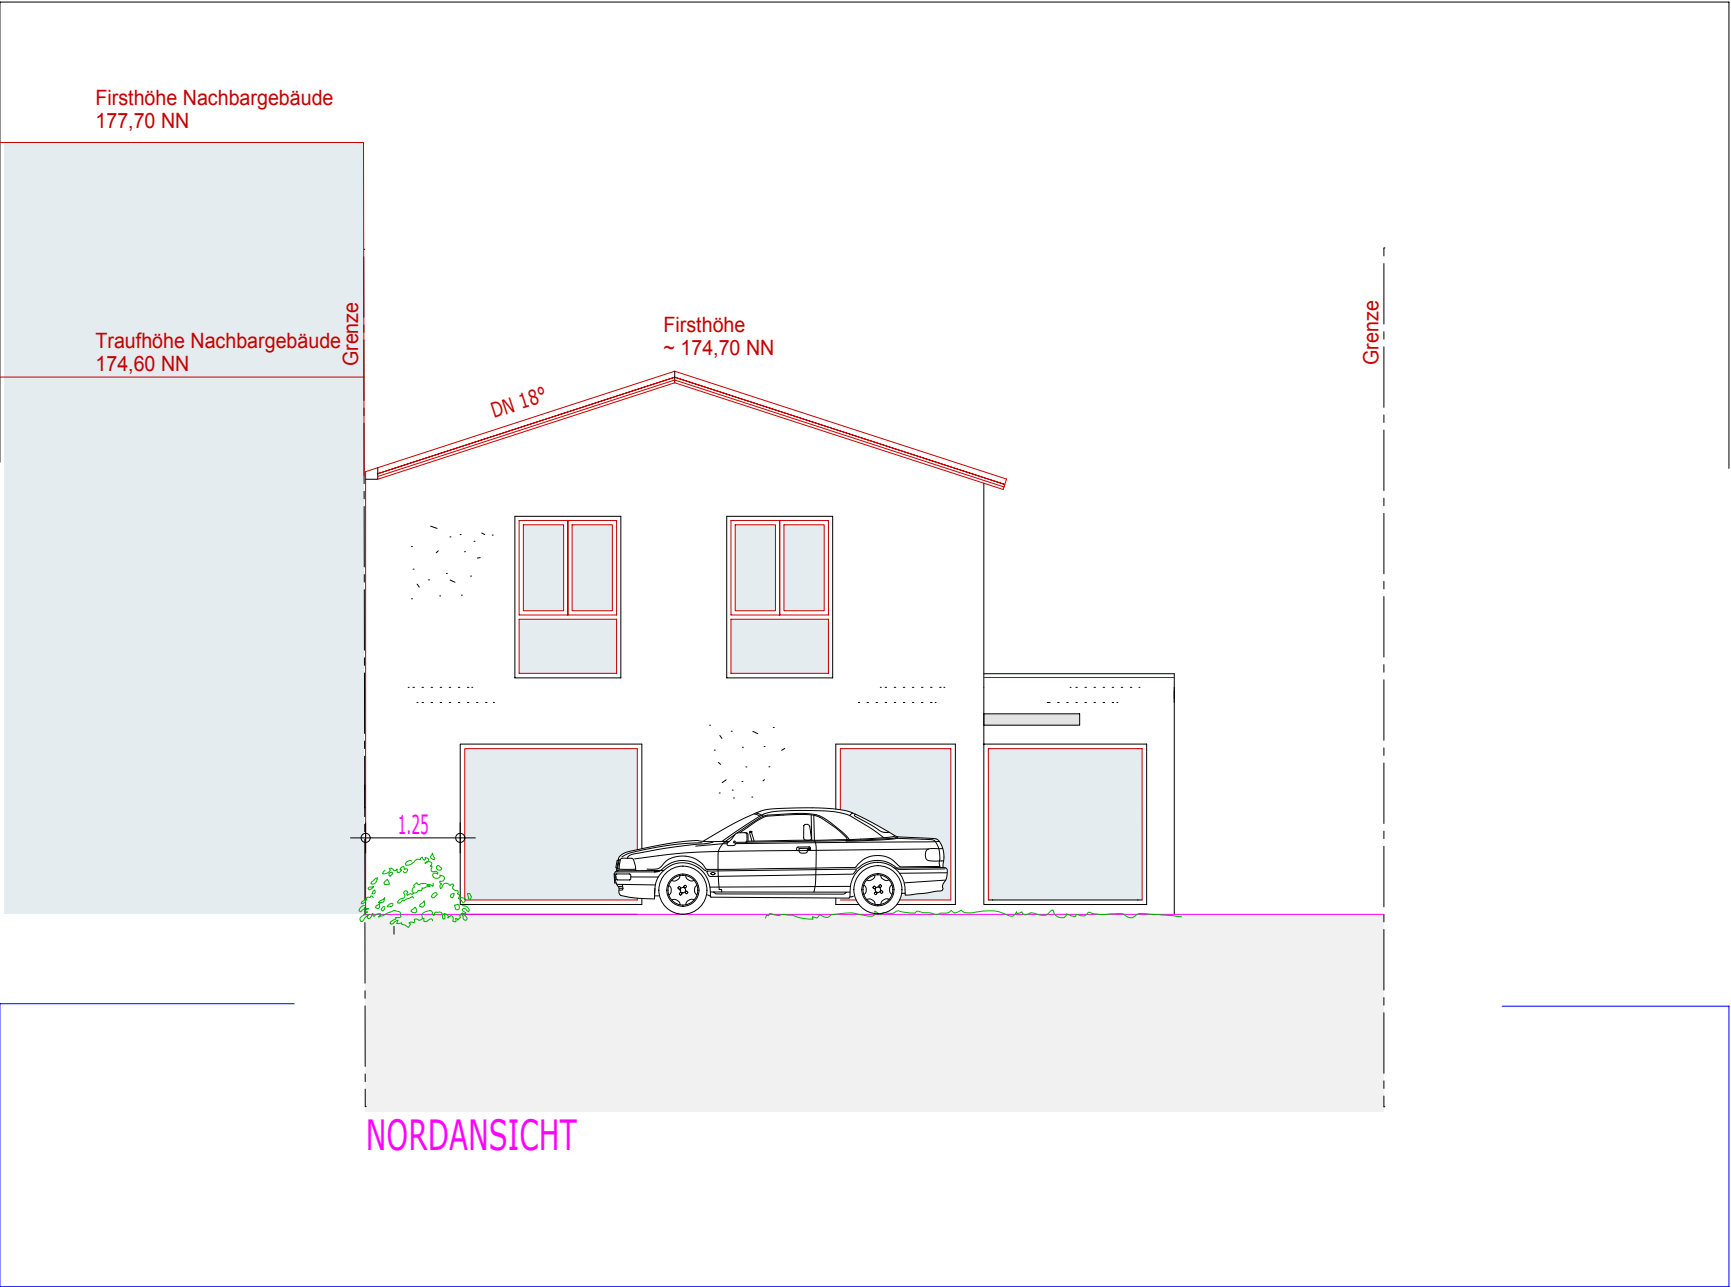 Firsthöhe Nachbargebäude
177,70 NN
Grenze
Traufhöhe Nachbargebäude
174,60 NN
Firsthöhe
~ 174,70 NN
Grenze
DN 18º
1.25
NORDANSICHT